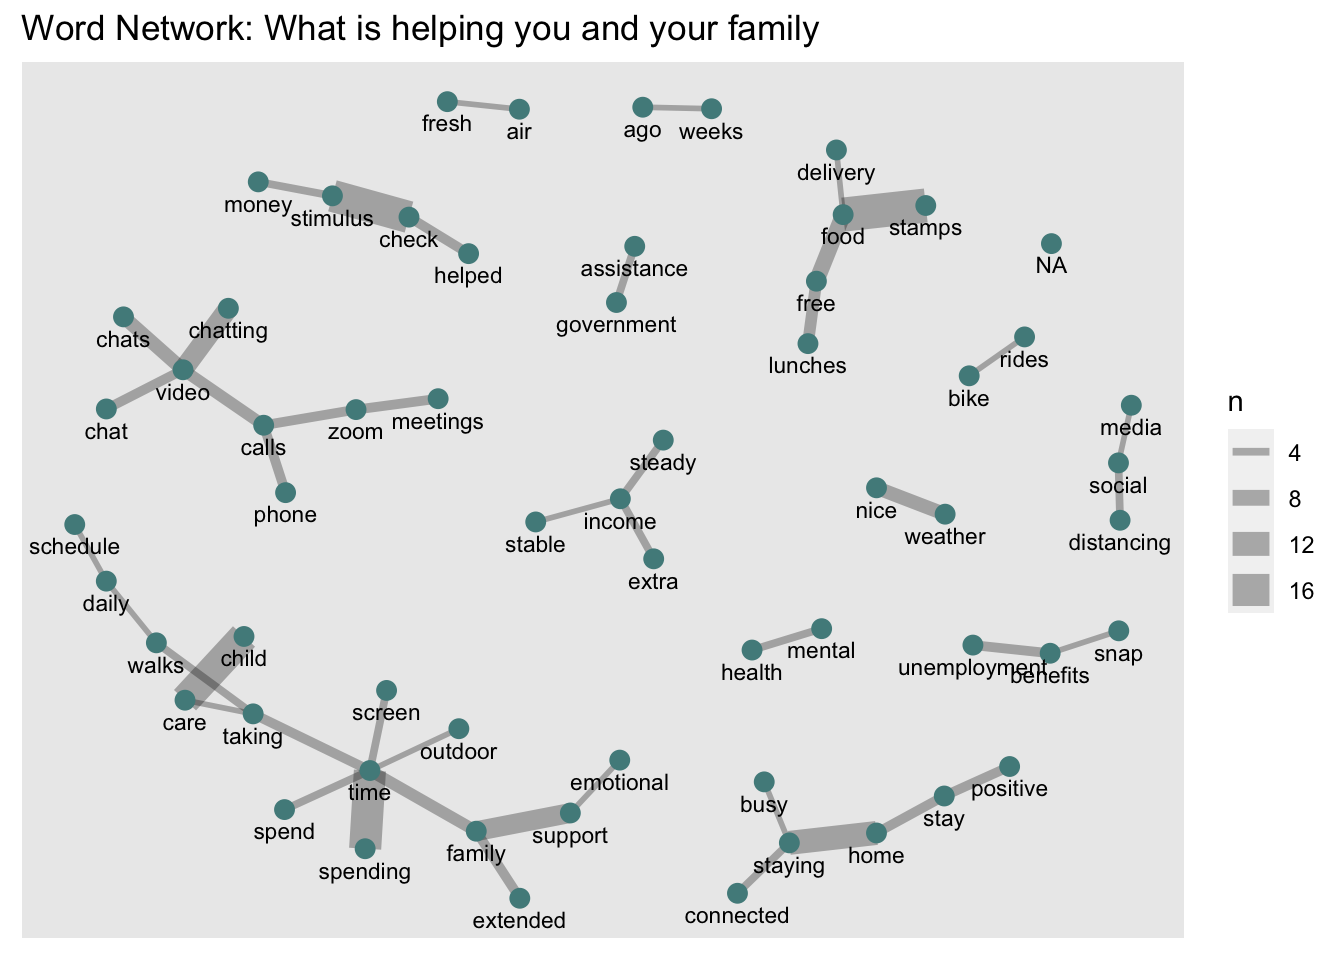 Word Network: What is helping you and your family
fresh
air
ago
weeks
delivery
money
stimulus
check
helped
food
stamps
assistance
government
NA
free
lunches
chats
chatting
video
chat
calls
zoom
meetings
phone
rides
bike
media
social
distancing
steady
income
stable
extra
nice
weather
schedule
daily
walks
child
care
taking
health
mental
unemployment
benefits
snap
screen
outdoor
time
spend
spending
emotional
support
family
extended
busy
positive
stay
home
staying
connected
n
4
8
12
16